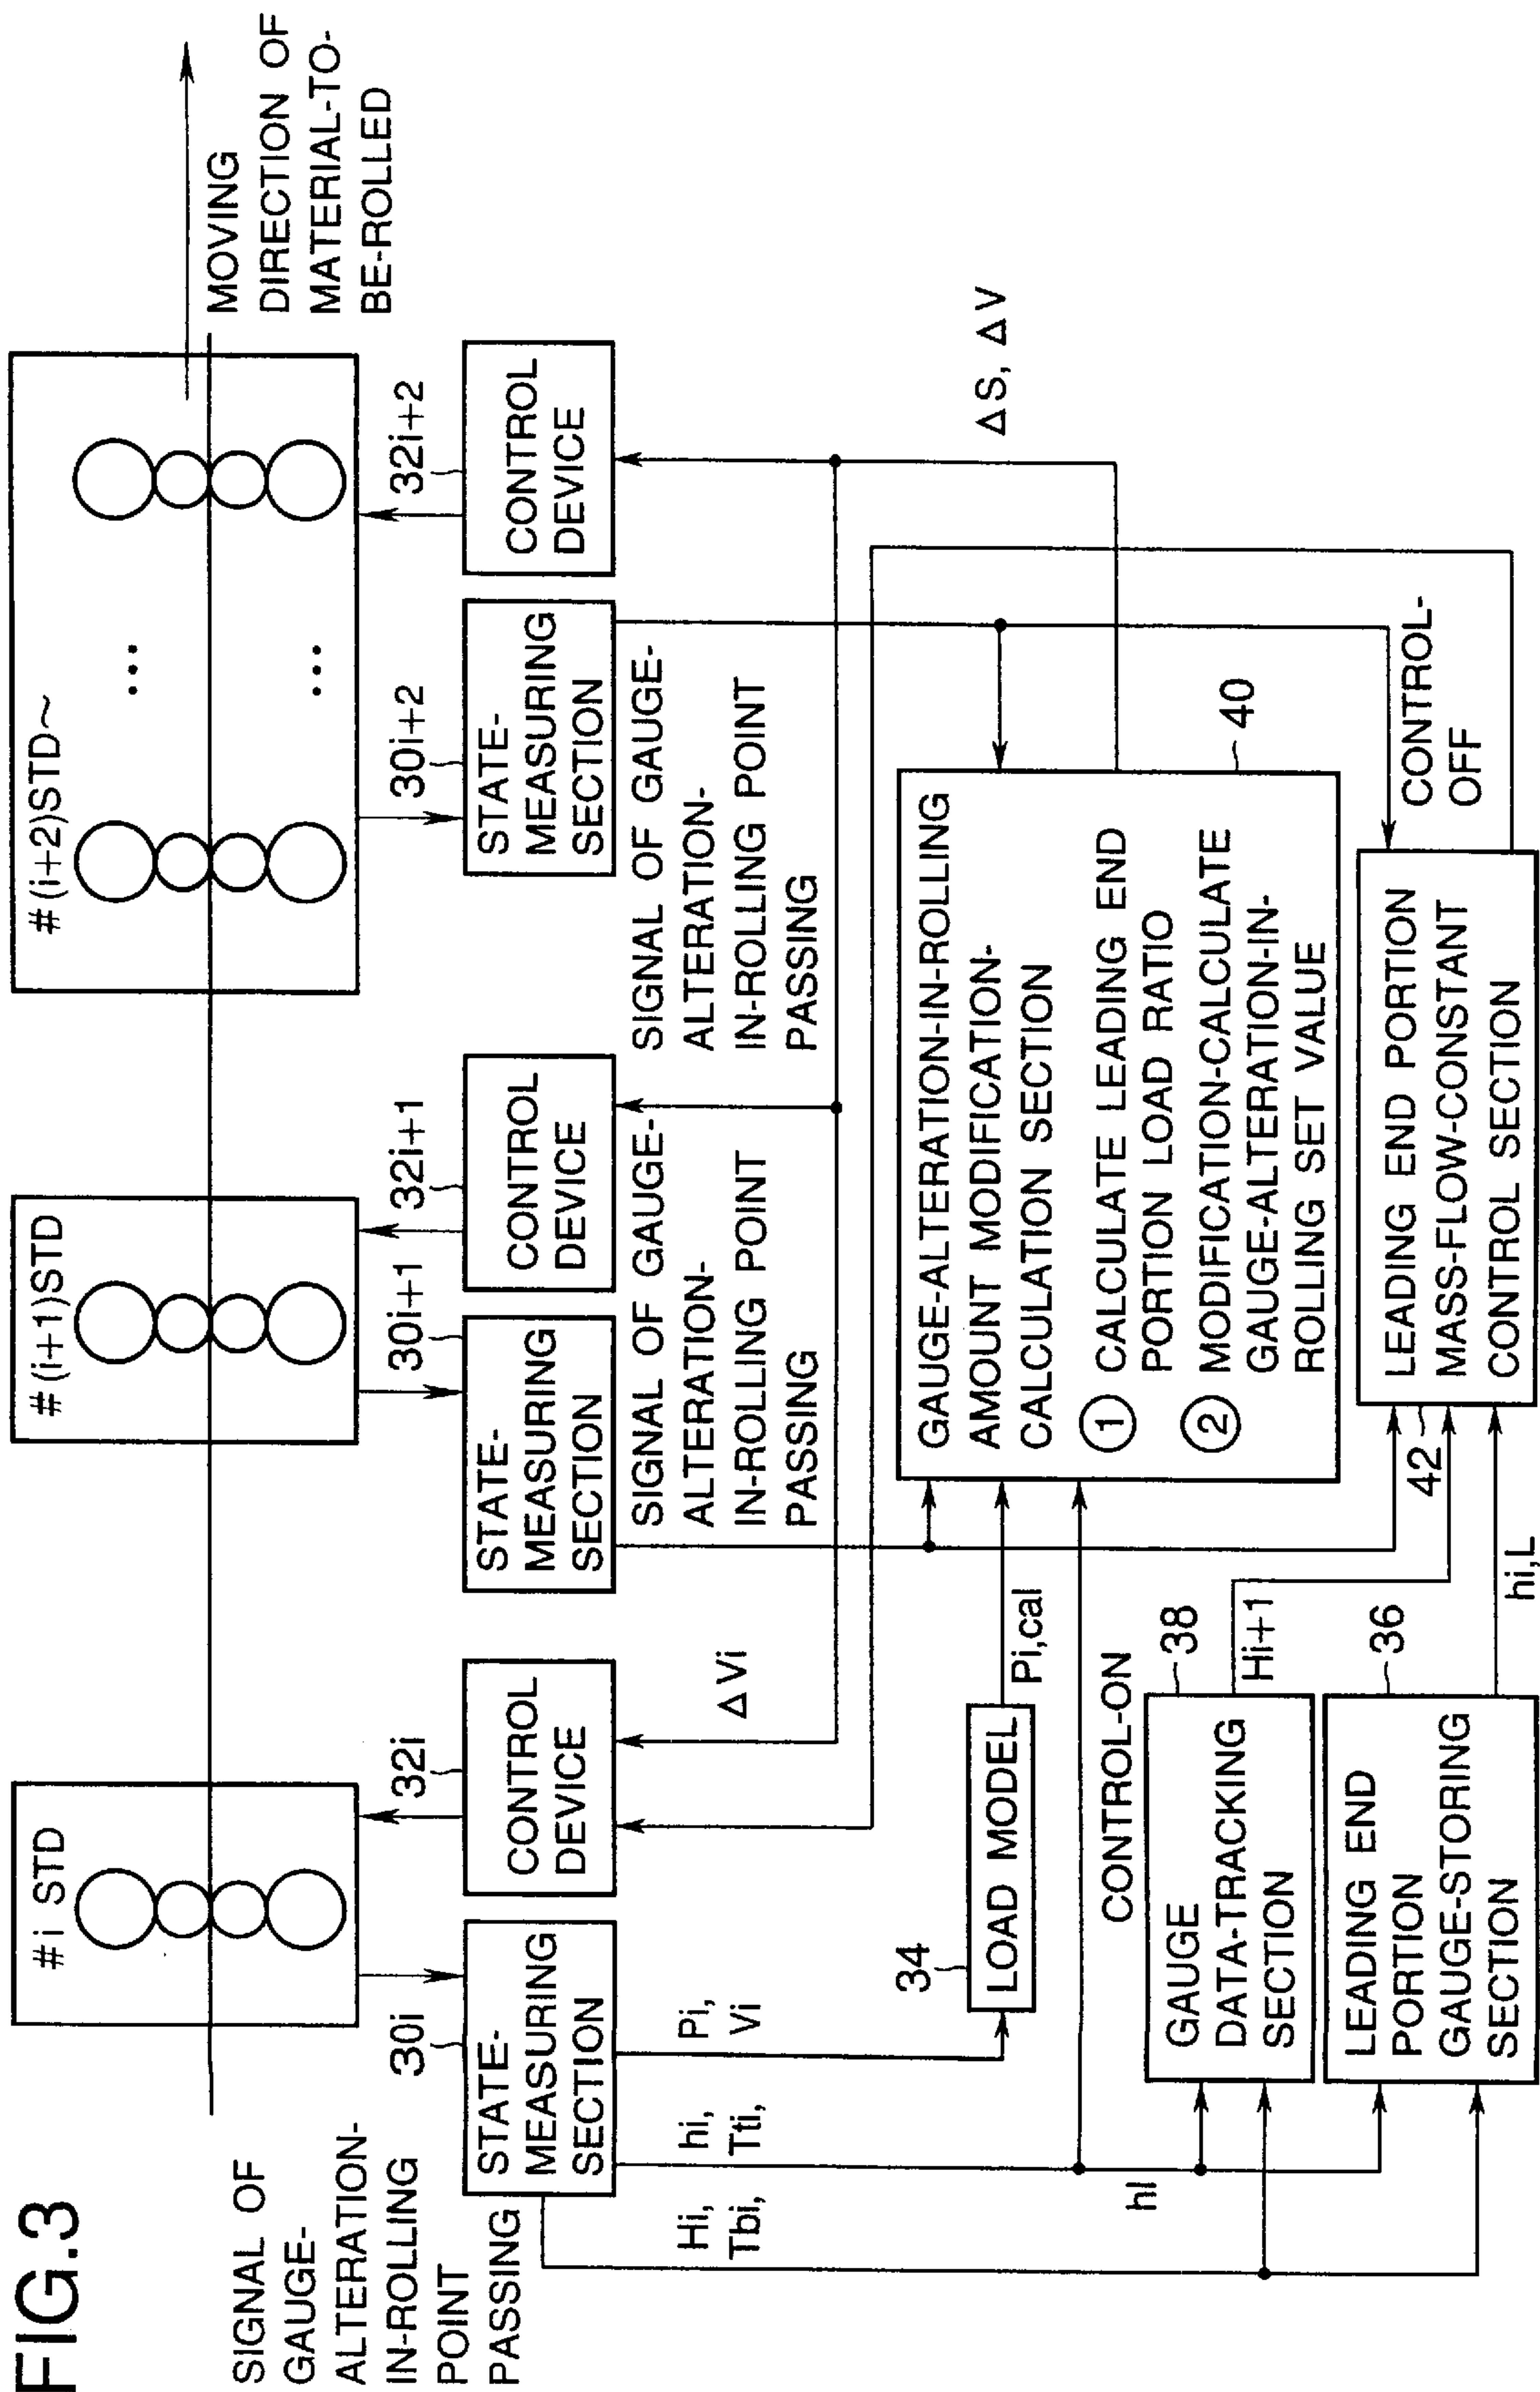 FIG.3
# i STD
# (i+1)STD
# (i+2)STD~
...
...
MOVING
DIRECTION OF
MATERIAL-TO-
BE-ROLLED
SIGNAL OF
GAUGE-
ALTERATION-
IN-ROLLING
POINT
PASSING
30i
STATE-
MEASURING
SECTION
32i
CONTROL
DEVICE
30i+1
STATE-
MEASURING
SECTION
32i+1
CONTROL
DEVICE
30i+2
STATE-
MEASURING
SECTION
32i+2
CONTROL
DEVICE
SIGNAL OF GAUGE-
ALTERATION-
IN-ROLLING POINT
PASSING
SIGNAL OF GAUGE-
ALTERATION-
IN-ROLLING POINT
PASSING
Hi,
Tbi,
hi,
Tti,
Pi,
Vi
ΔVi
ΔS, ΔV
34
LOAD MODEL
Pi,cal
GAUGE-ALTERATION-IN-ROLLING
AMOUNT MODIFICATION-
CALCULATION SECTION
1 CALCULATE LEADING END
PORTION LOAD RATIO
2 MODIFICATION-CALCULATE
GAUGE-ALTERATION-IN-
ROLLING SET VALUE
40
hI
CONTROL-ON
38
GAUGE
DATA-TRACKING
SECTION
Hi+1
36
LEADING END
PORTION
GAUGE-STORING
SECTION
hi,L
42
LEADING END PORTION
MASS-FLOW-CONSTANT
CONTROL SECTION
CONTROL-
OFF